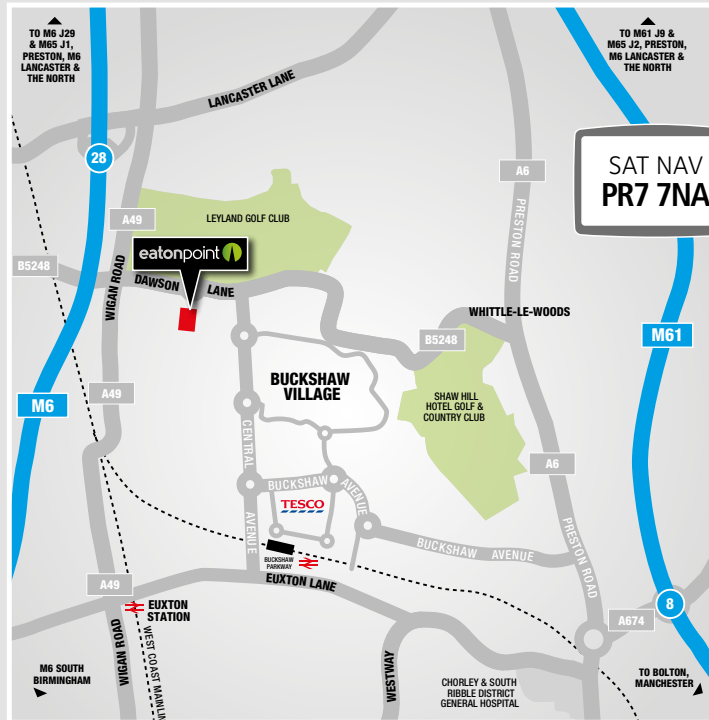 TO M6 J29
& M65 J1,
PRESTON, M6
LANCASTER &
THE NORTH
TO M61 J9 &
M65 J2, PRESTON,
M6 LANCASTER &
THE NORTH
LANCASTER LANE
28
A6
SAT NAV
PR7 7NA
PRESTON ROAD
LEYLAND GOLF CLUB
A49
eatonpoint
B5248
WIGAN ROAD
DAWSON LANE
WHITTLE-LE-WOODS
B5248
M61
BUCKSHAW
VILLAGE
M6
A49
SHAW HILL
HOTEL GOLF &
COUNTRY CLUB
CENTRAL AVENUE
A6
BUCKSHAW AVENUE
TESCO
PRESTON ROAD
BUCKSHAW AVENUE
BUCKSHAW
PARKWAY
A49
EUXTON LANE
8
EUXTON
STATION
A674
WIGAN ROAD
WEST COAST MAINLIN
WESTWAY
M6 SOUTH
BIRMINGHAM
CHORLEY & SOUTH
RIBBLE DISTRICT
GENERAL HOSPITAL
TO BOLTON,
MANCHESTER